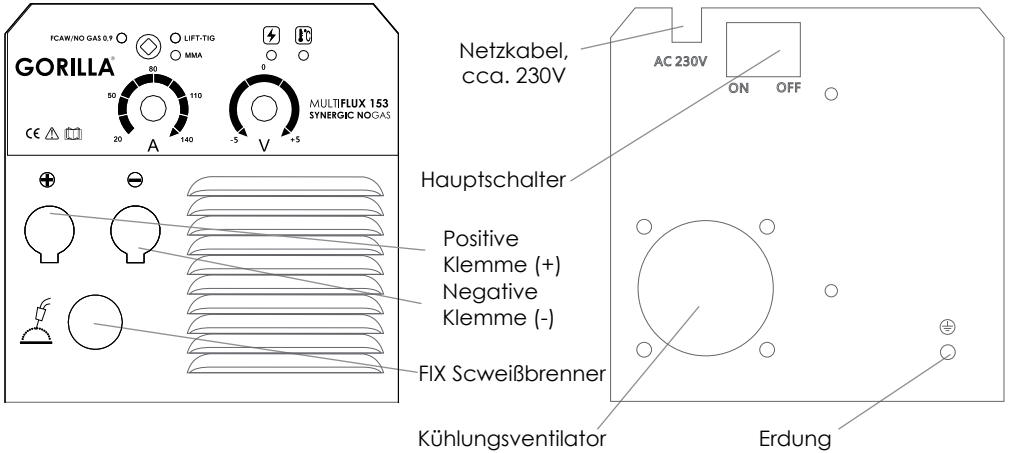 FCAW/NO GAS 0,9
LIFT-TIG
MMA
GORILLA®
80
50
110
20
140
A
0
-5
+5
V
MULTIFLUX 153
SYNERGIC NOGAS
CE
°C
+
-
Netzkabel,
cca. 230V
Hauptschalter
Positive
Klemme (+)
Negative
Klemme (-)
FIX Scweißbrenner
Kühlungsventilator
AC 230V
ON OFF
Erdung